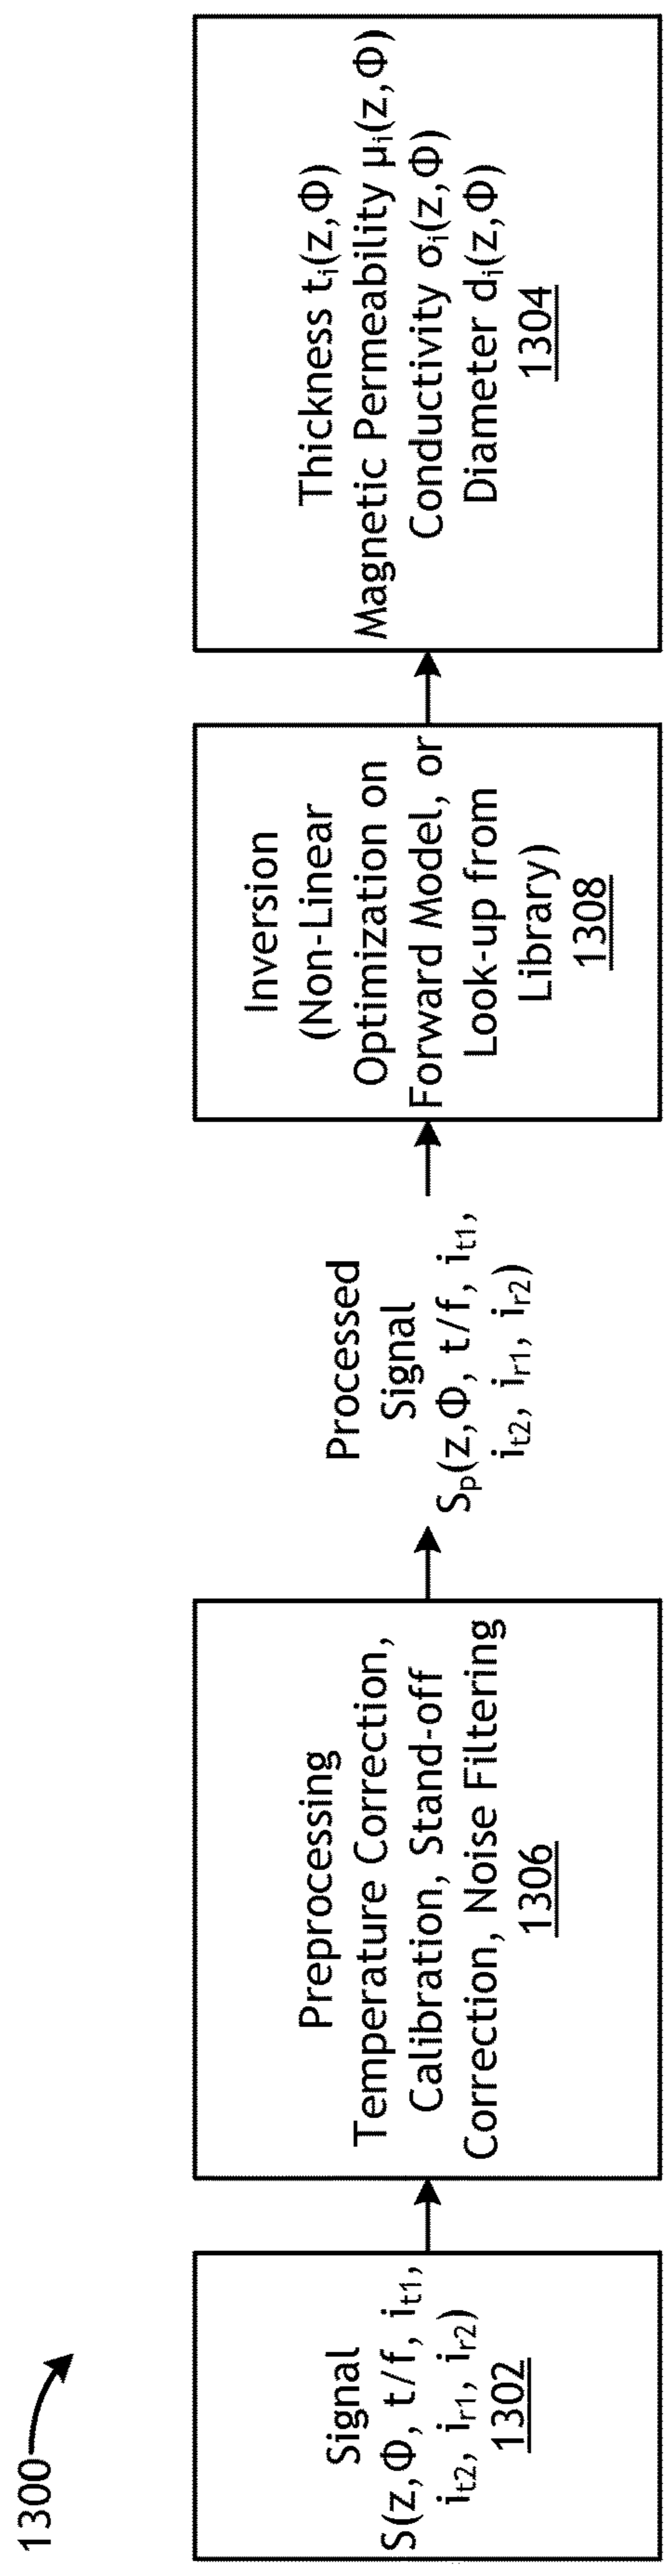 1300
Signal
S(z,Φ, t/f, iₜ₁,
iₜ₂, iᵣ₁, iᵣ₂)
1302
Preprocessing
Temperature Correction,
Calibration, Stand-off
Correction, Noise Filtering
1306
Processed
Signal
Sₚ(z,Φ, t/f, iₜ₁,
iₜ₂, iᵣ₁, iᵣ₂)
Inversion
(Non-Linear
Optimization on
Forward Model, or
Look-up from
Library)
1308
Thickness tᵢ(z,Φ)
Magnetic Permeability µᵢ(z,Φ)
Conductivity σᵢ(z,Φ)
Diameter dᵢ(z,Φ)
1304